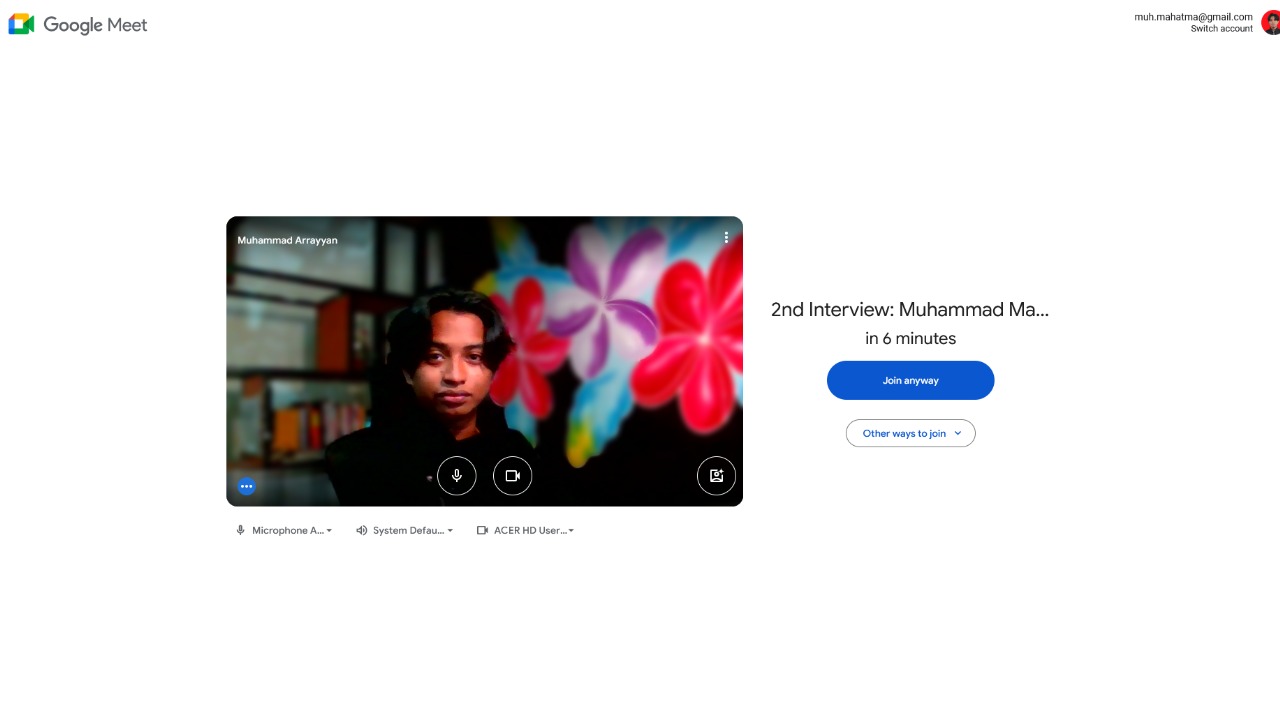 Google Meet
muh.mahatma@gmail.com
Switch account
Muhammad Arrayyan
2nd Interview: Muhammad Ma...
in 6 minutes
Join anyway
Other ways to join
Microphone A...
System Defau...
ACER HD User...